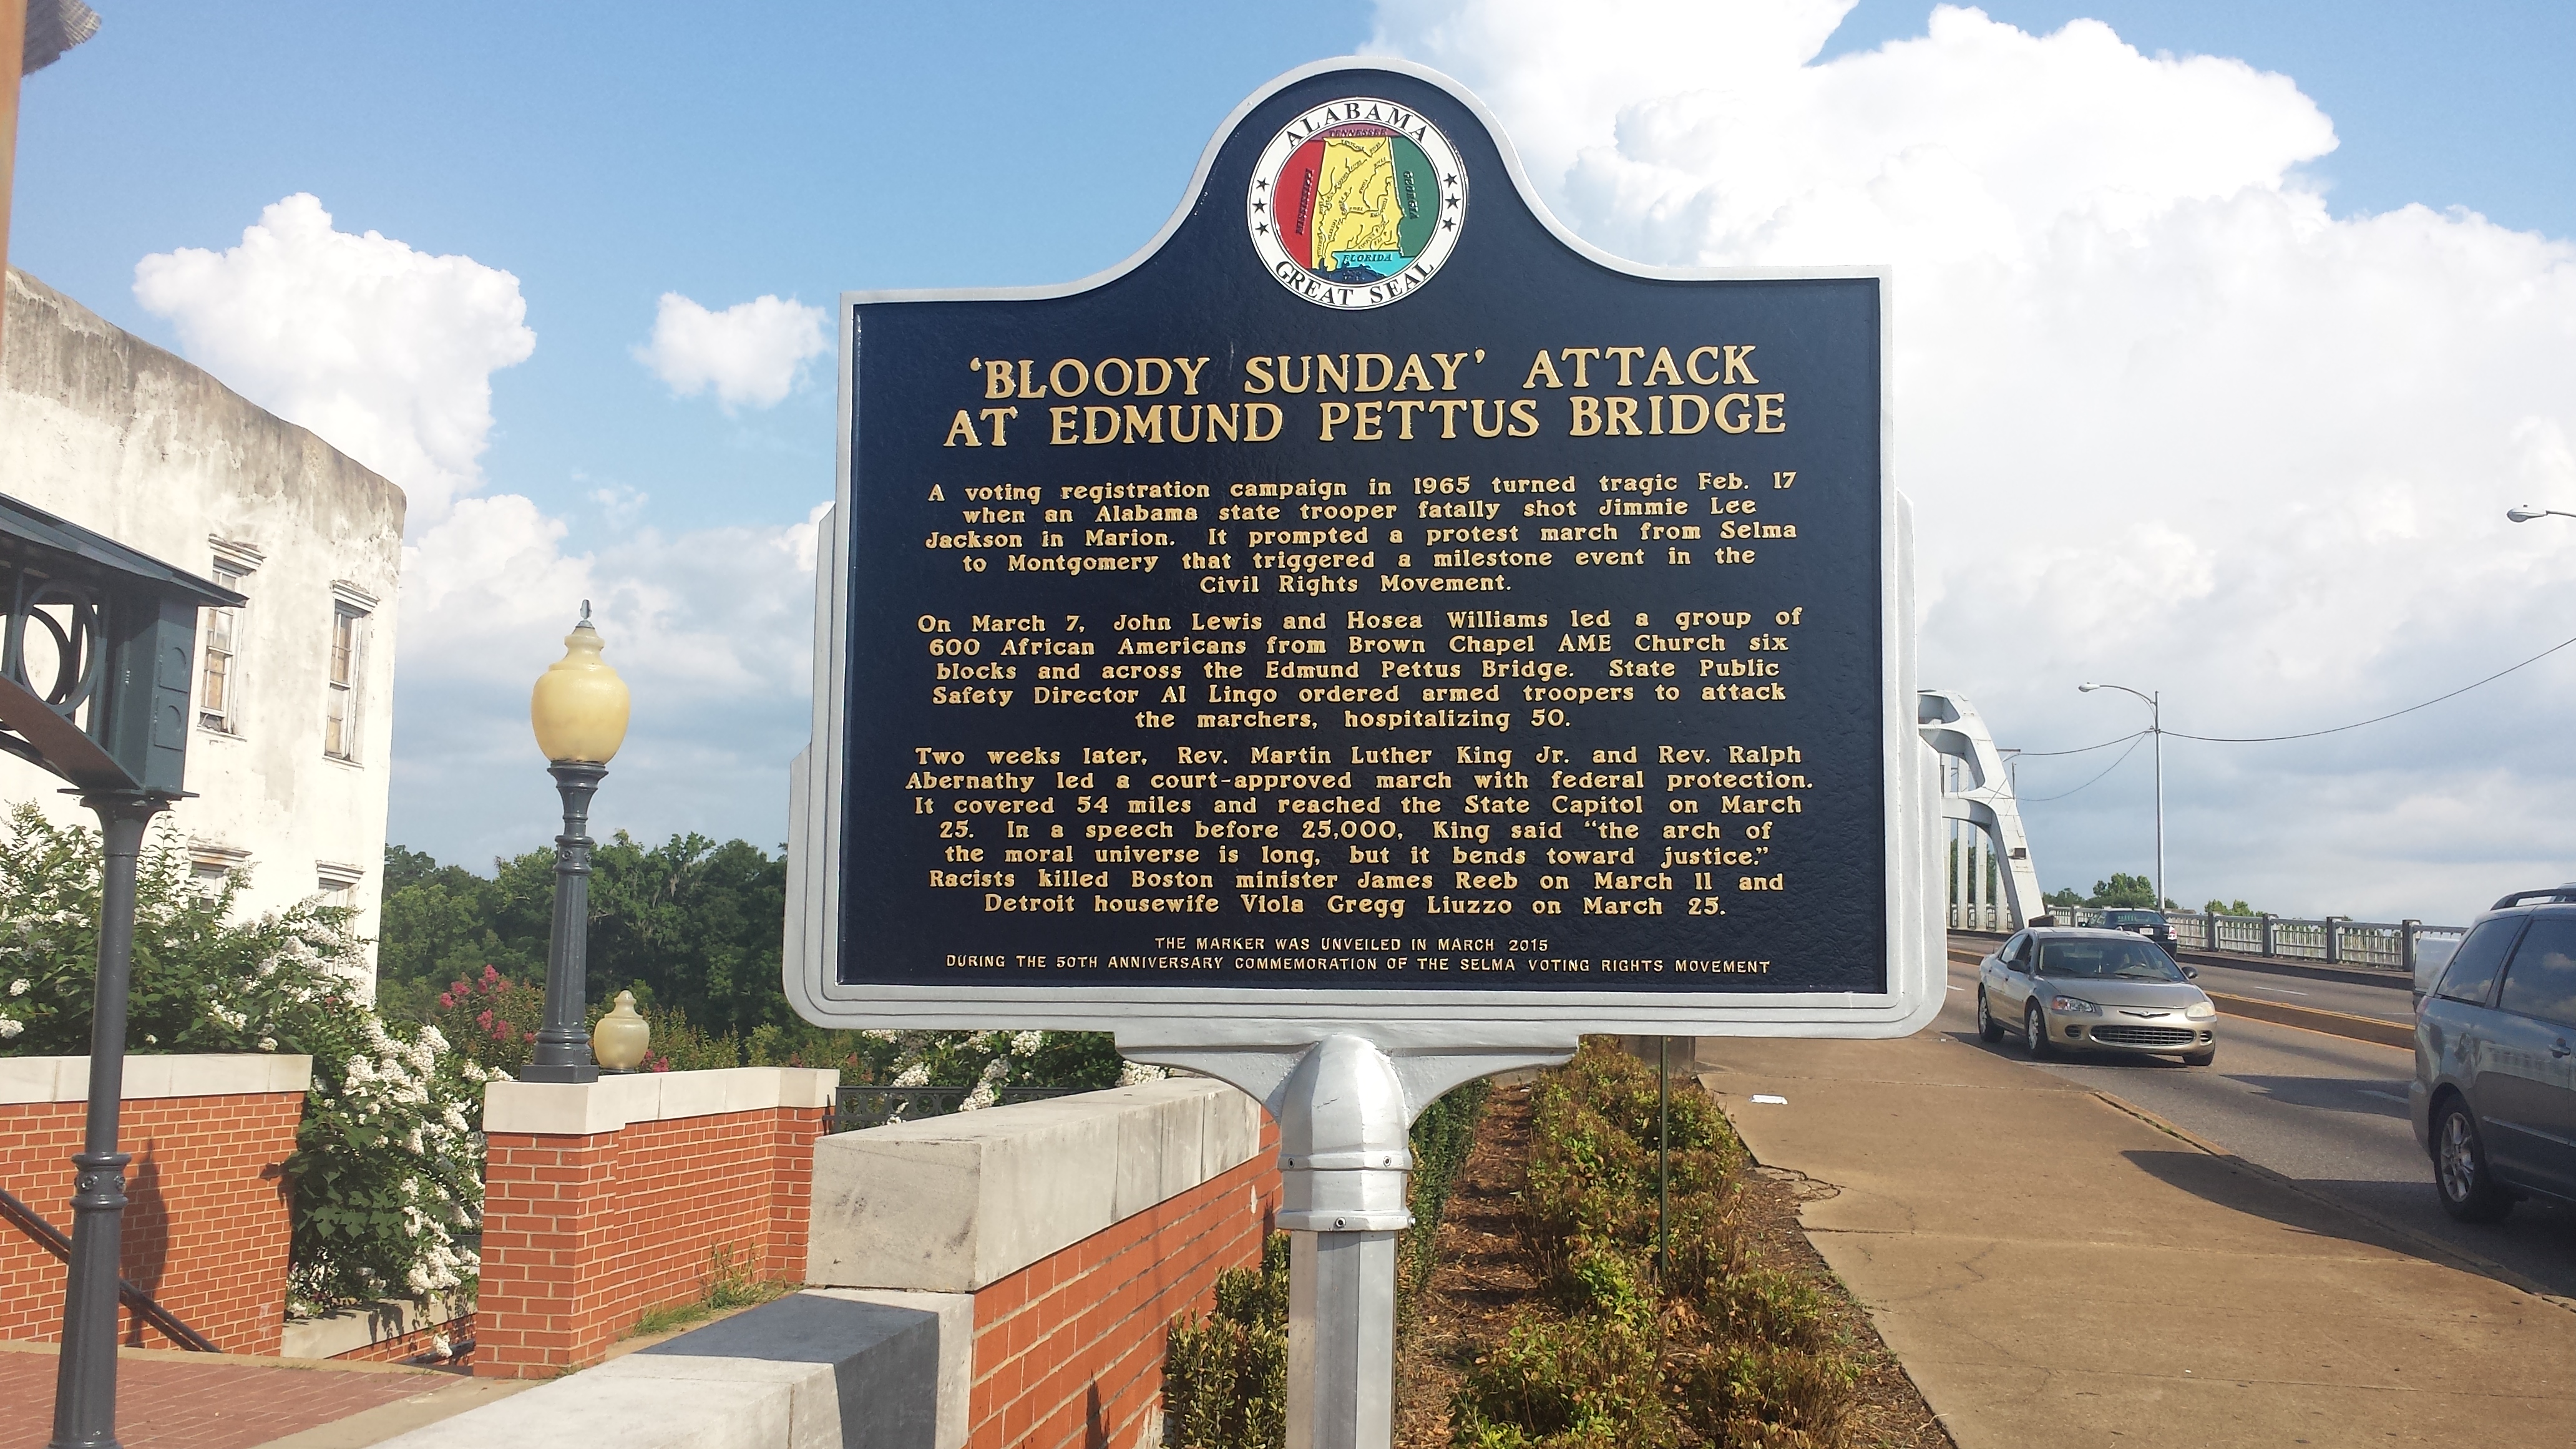 ALABAMA
TENNESSEE
MISSISSIPPI
GEORGIA
FLORIDA
GREAT SEAL
‘BLOODY SUNDAY’ ATTACK
AT EDMUND PETTUS BRIDGE
A voting registration campaign in 1965 turned tragic Feb. 17
when an Alabama state trooper fatally shot Jimmie Lee
Jackson in Marion. It prompted a protest march from Selma
to Montgomery that triggered a milestone event in the
Civil Rights Movement.
On March 7, John Lewis and Hosea Williams led a group of
600 African Americans from Brown Chapel AME Church six
blocks and across the Edmund Pettus Bridge. State Public
Safety Director Al Lingo ordered armed troopers to attack
the marchers, hospitalizing 50.
Two weeks later, Rev. Martin Luther King Jr. and Rev. Ralph
Abernathy led a court-approved march with federal protection.
It covered 54 miles and reached the State Capitol on March
25. In a speech before 25,000, King said “the arch of
the moral universe is long, but it bends toward justice.”
Racists killed Boston minister James Reeb on March 11 and
Detroit housewife Viola Gregg Liuzzo on March 25.
THE MARKER WAS UNVEILED IN MARCH 2015
DURING THE 50TH ANNIVERSARY COMMEMORATION OF THE SELMA VOTING RIGHTS MOVEMENT